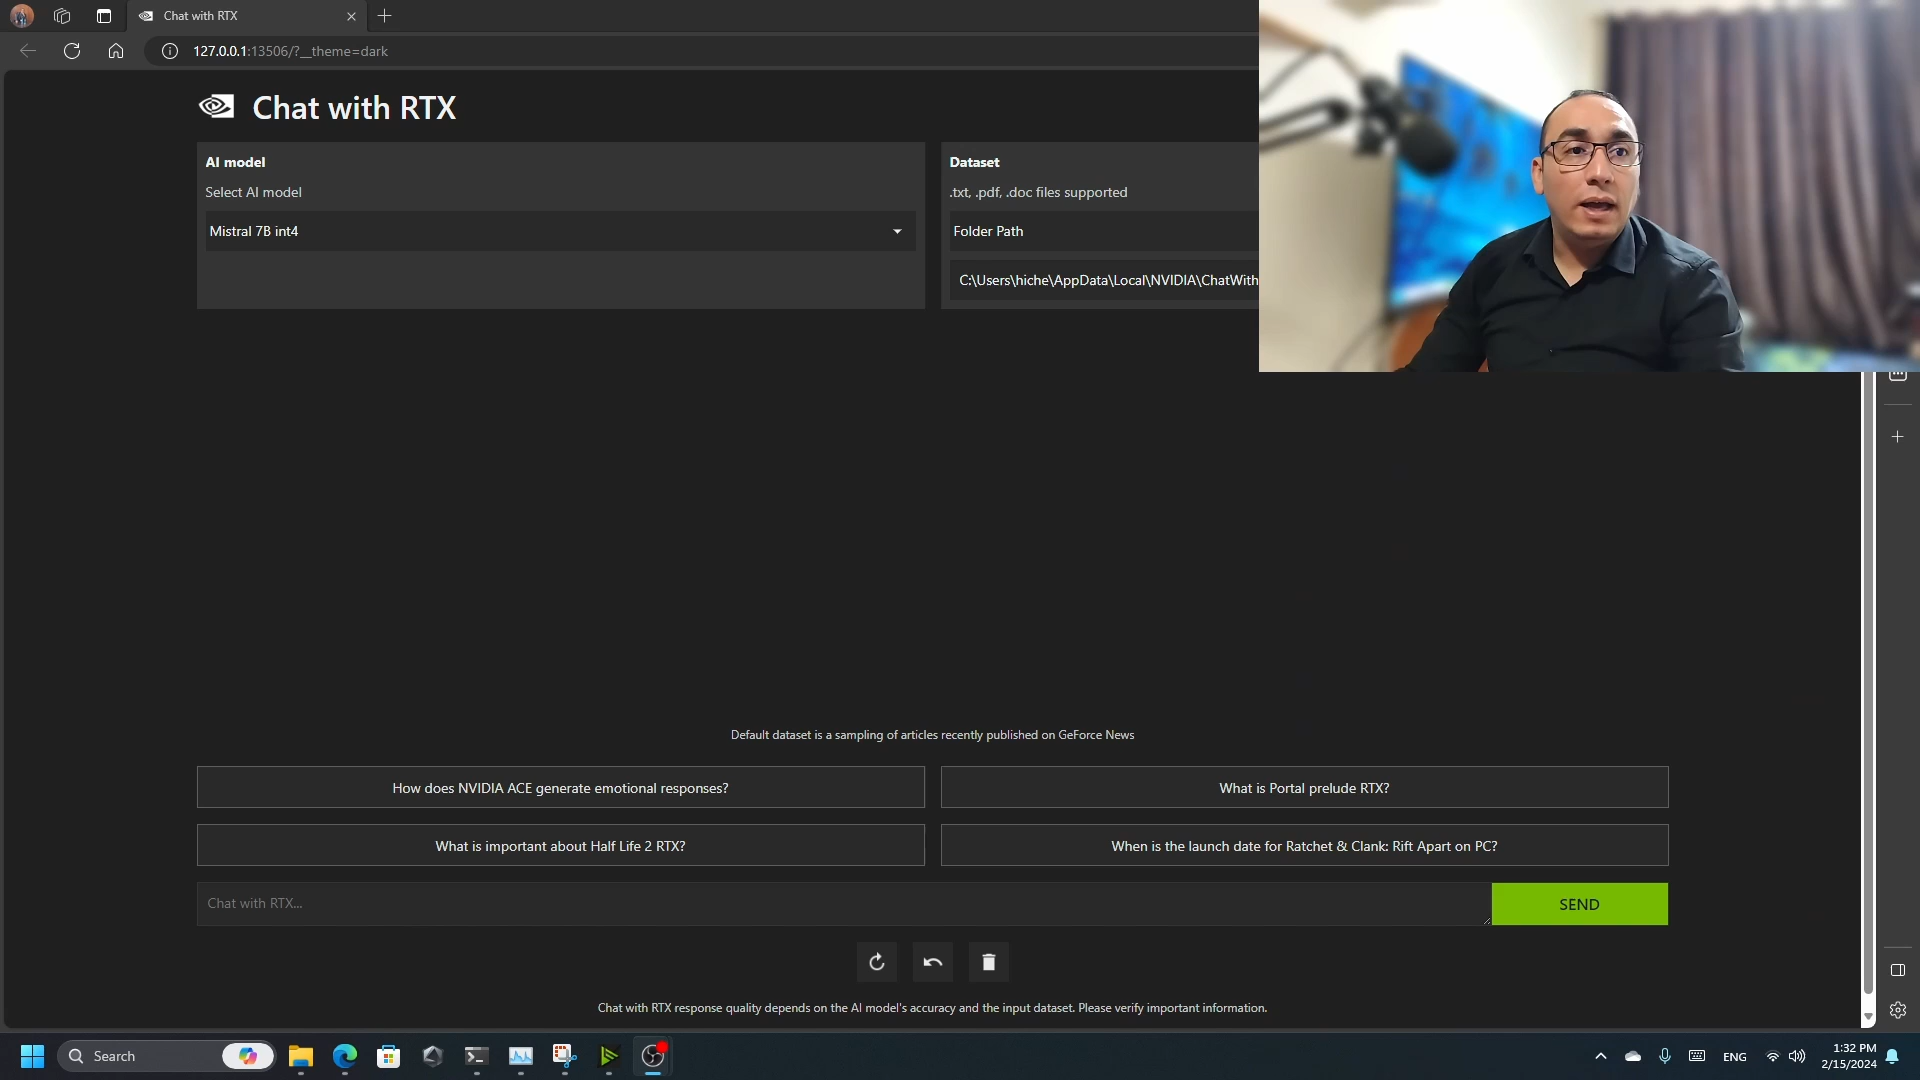 Chat with RTX
127.0.0.1:13506/?__theme=dark
Chat with RTX
AI model
Select AI model
Mistral 7B int4
Dataset
.txt, .pdf, .doc files supported
Folder Path
C:\Users\hiche\AppData\Local\NVIDIA\ChatWith
Default dataset is a sampling of articles recently published on GeForce News
How does NVIDIA ACE generate emotional responses?
What is Portal prelude RTX?
What is important about Half Life 2 RTX?
When is the launch date for Ratchet & Clank: Rift Apart on PC?
Chat with RTX...
SEND
Chat with RTX response quality depends on the AI model's accuracy and the input dataset. Please verify important information.
Search
ENG
1:32 PM
2/15/2024